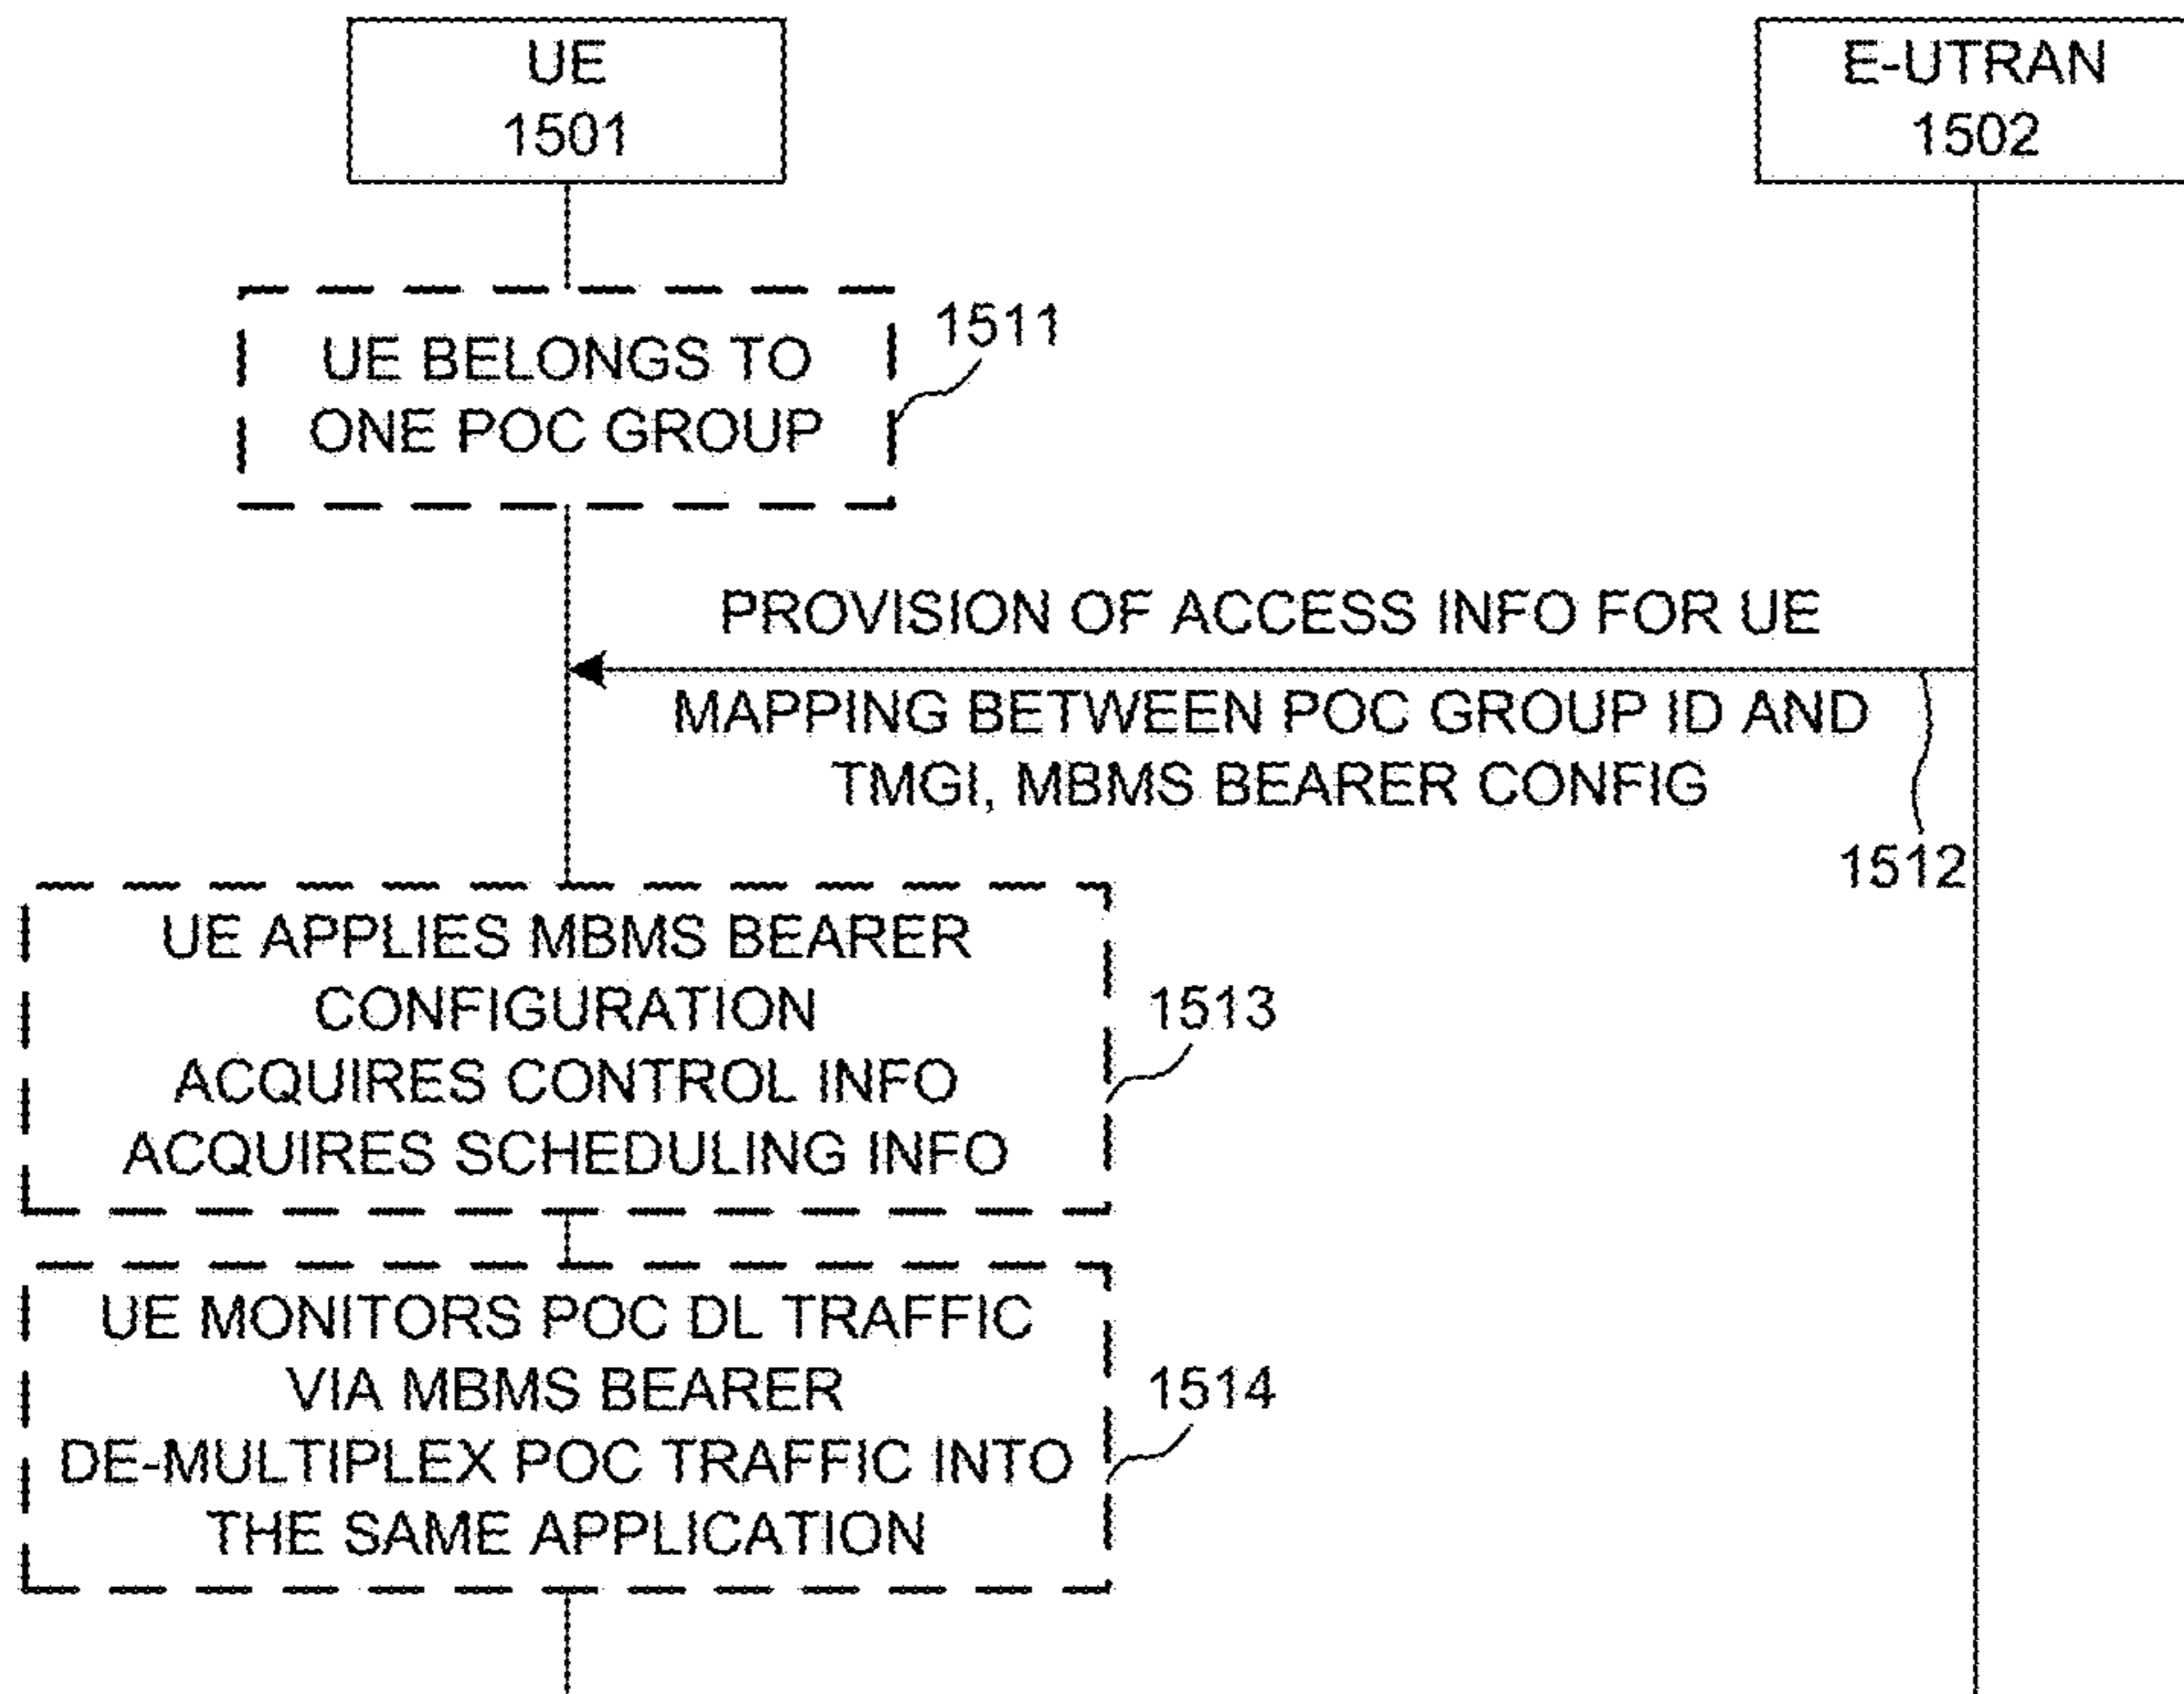 UE
1501
E-UTRAN
1502
UE BELONGS TO
ONE POC GROUP
1511
PROVISION OF ACCESS INFO FOR UE
MAPPING BETWEEN POC GROUP ID AND
TMGI, MBMS BEARER CONFIG
1512
UE APPLIES MBMS BEARER
CONFIGURATION
ACQUIRES CONTROL INFO
ACQUIRES SCHEDULING INFO
1513
UE MONITORS POC DL TRAFFIC
VIA MBMS BEARER
DE-MULTIPLEX POC TRAFFIC INTO
THE SAME APPLICATION
1514